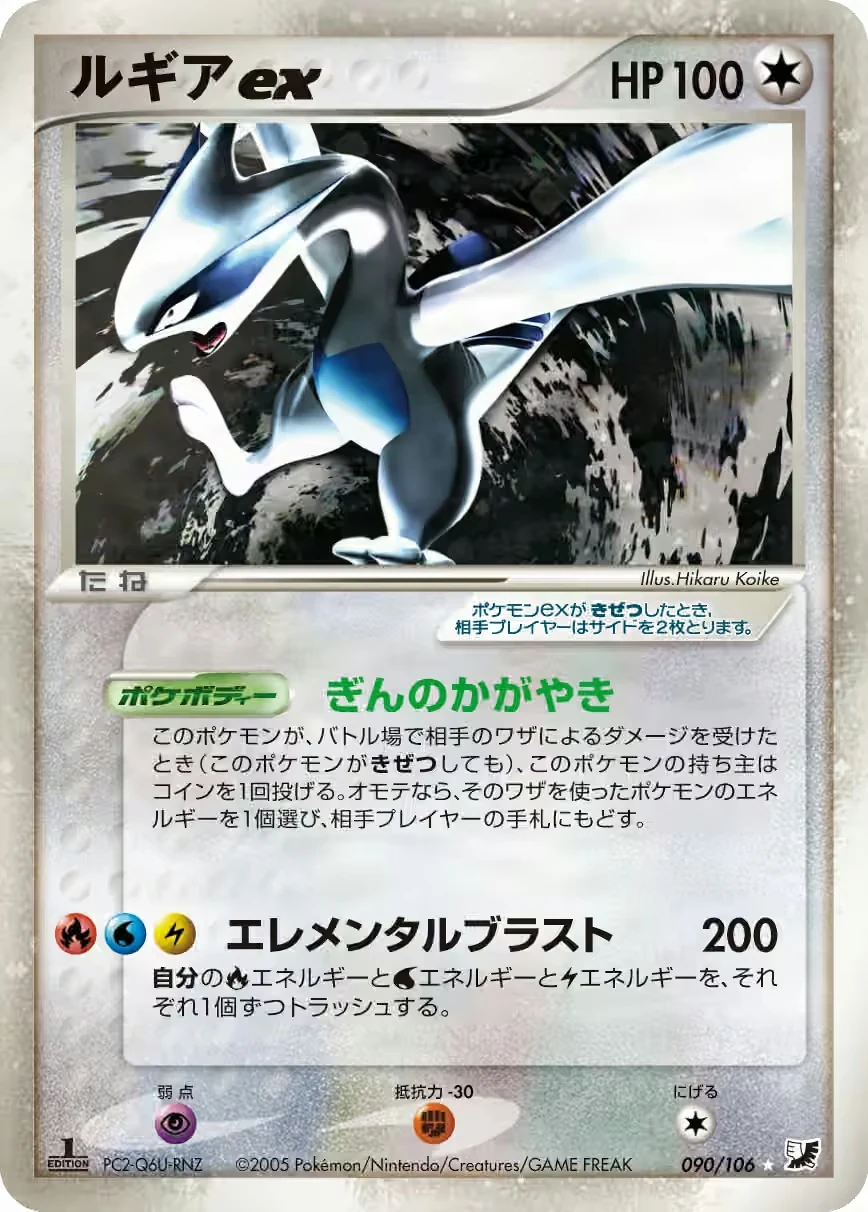 ルギアex HP100
たね
Illus.Hikaru Koike
ポケモンexが きぜつしたとき、
相手プレイヤーはサイドを2枚とります。
ポケボディー ぎんのかがやき
このポケモンが、バトル場で相手のワザによるダメージを受けた
とき(このポケモンがきぜつしても)、このポケモンの持ち主は
コインを1回投げる。オモテなら、そのワザを使ったポケモンのエネ
ルギーを1個選び、相手プレイヤーの手札にもどす。
エレメンタルブラスト 200
自分のエネルギーとエネルギーとエネルギーを、それ
ぞれ1個ずつトラッシュする。
弱点 抵抗力 -30 にげる
1 EDITION PC2-Q6U-RNZ ©2005 Pokémon/Nintendo/Creatures/GAME FREAK 090/106 ★